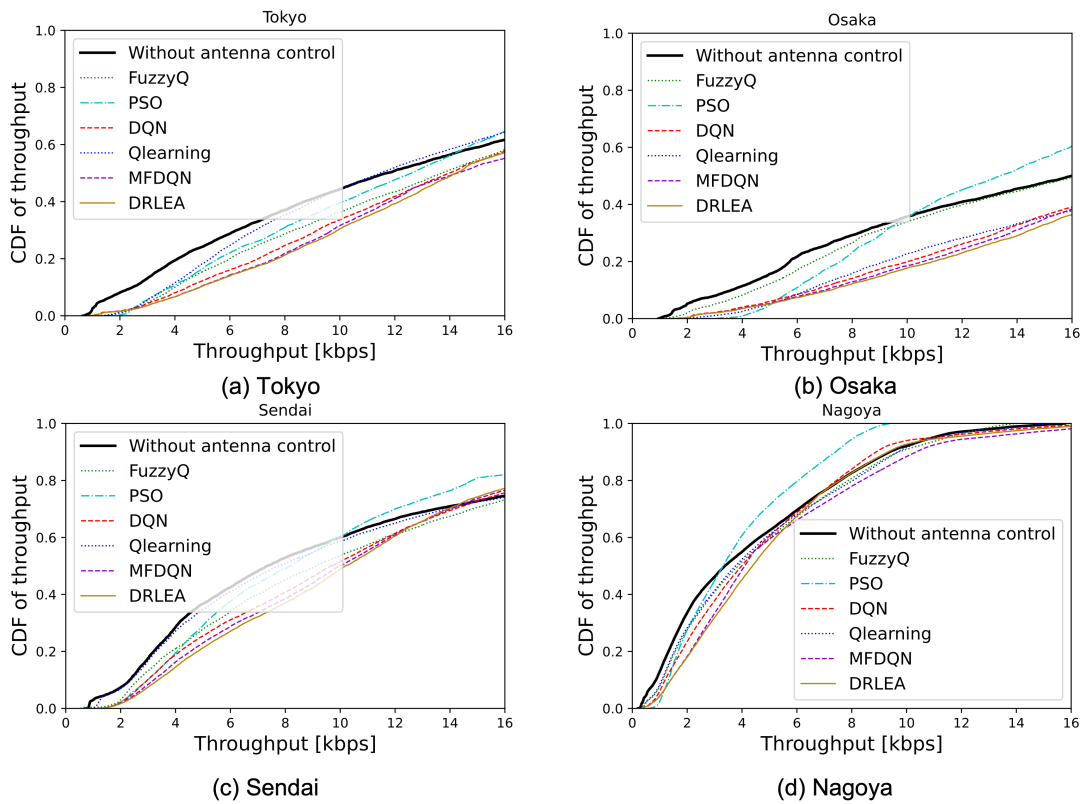 Tokyo
CDF of throughput
1.0
0.8
0.6
0.4
0.2
0.0
Without antenna control
FuzzyQ
PSO
DQN
Qlearning
MFDQN
DRLEA
0 2 4 6 8 10 12 14 16
Throughput [kbps]
(a) Tokyo
Osaka
CDF of throughput
1.0
0.8
0.6
0.4
0.2
0.0
Without antenna control
FuzzyQ
PSO
DQN
Qlearning
MFDQN
DRLEA
0 2 4 6 8 10 12 14 16
Throughput [kbps]
(b) Osaka
Sendai
CDF of throughput
1.0
0.8
0.6
0.4
0.2
0.0
Without antenna control
FuzzyQ
PSO
DQN
Qlearning
MFDQN
DRLEA
0 2 4 6 8 10 12 14 16
Throughput [kbps]
(c) Sendai
Nagoya
CDF of throughput
1.0
0.8
0.6
0.4
0.2
0.0
Without antenna control
FuzzyQ
PSO
DQN
Qlearning
MFDQN
DRLEA
0 2 4 6 8 10 12 14 16
Throughput [kbps]
(d) Nagoya